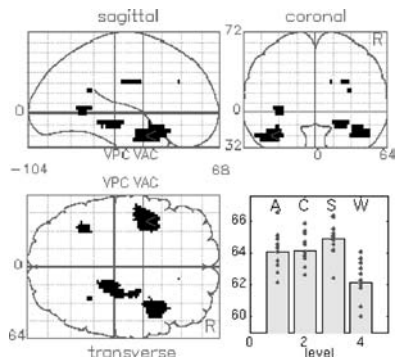 sagittal
coronal
72
R
0
0
32
VPC VAC
−104
68
0
64
VPC VAC
0
64
R
transverse
A C S W
66
64
62
60
0 2 4
level